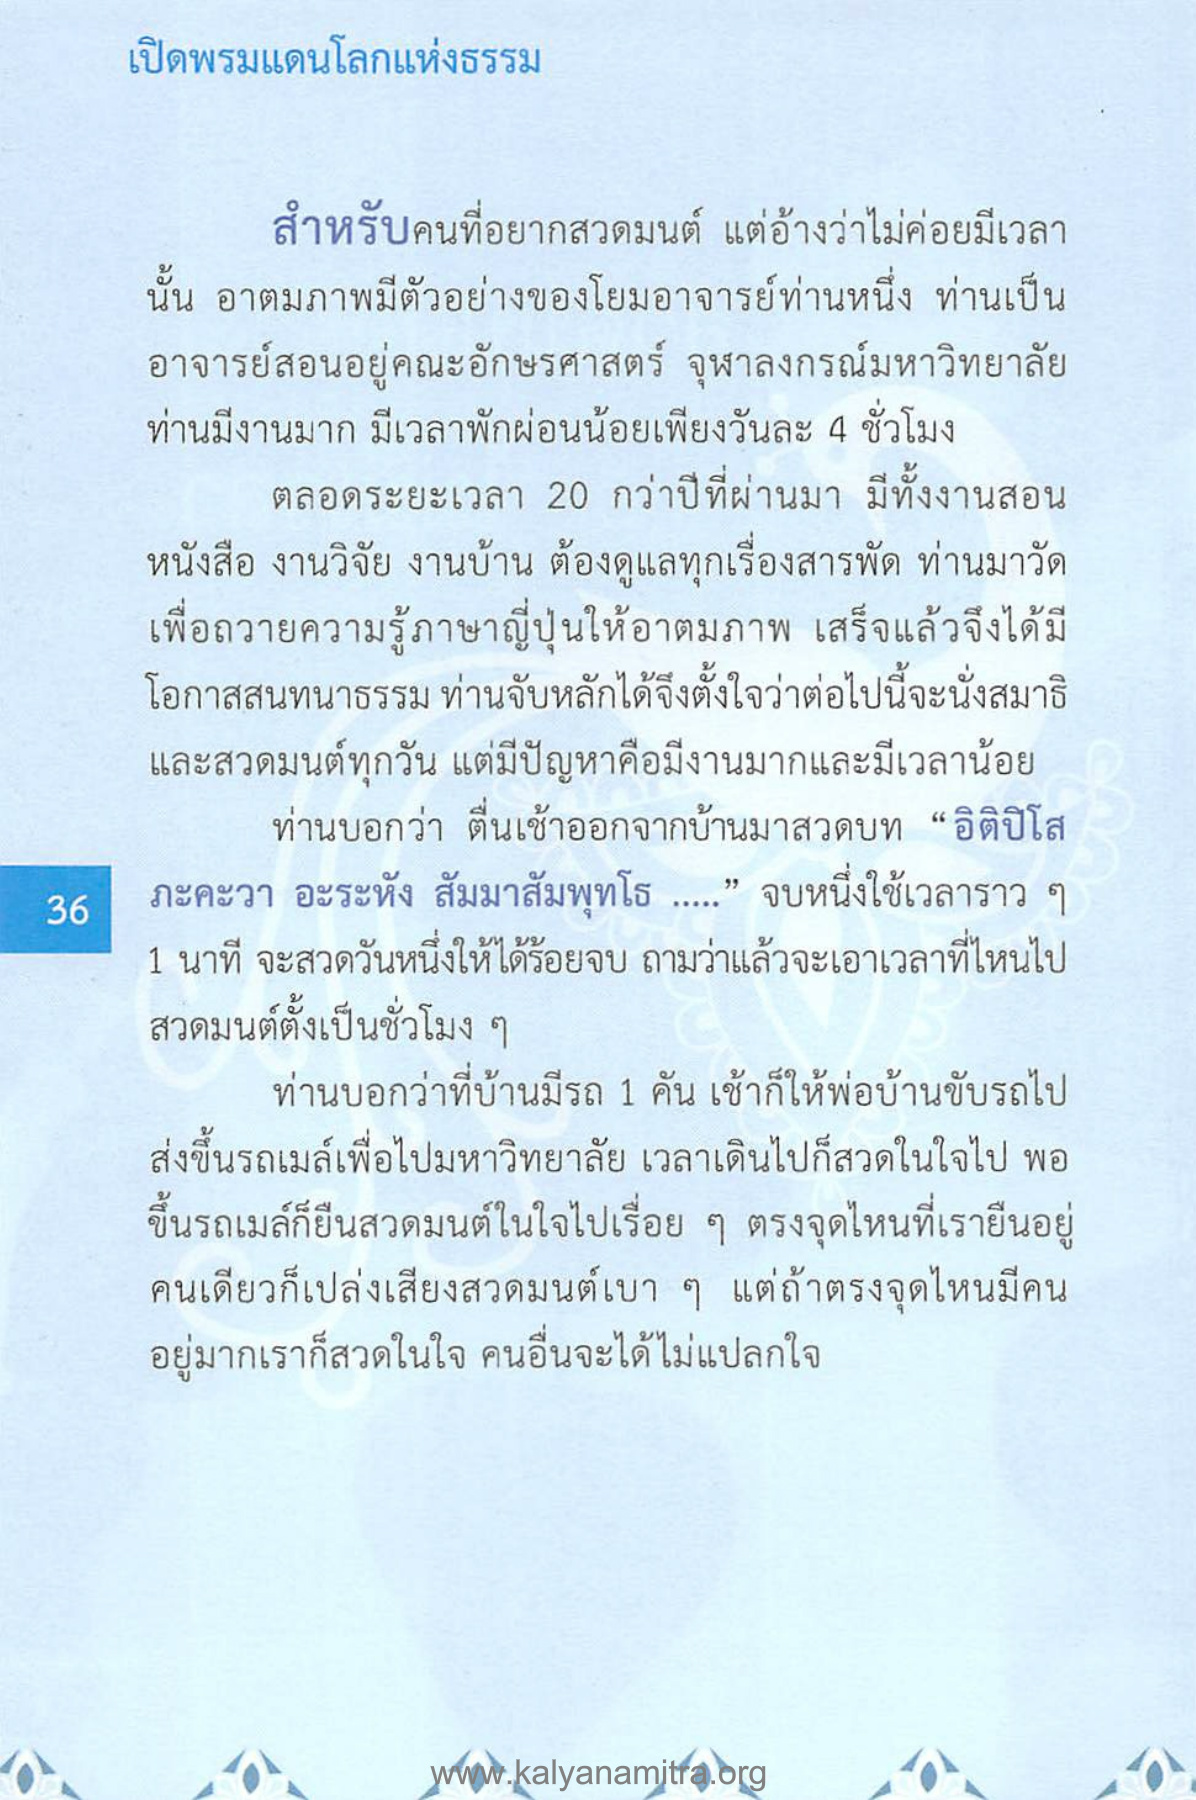 เปิดพรมแดนโลกแห่งธรรม
สำหรับคนที่อยากสวดมนต์ แต่อ้างว่าไม่ค่อยมีเวลา
นั้น อาตมภาพมีตัวอย่างของโยมอาจารย์ท่านหนึ่ง ท่านเป็น
อาจารย์สอนอยู่คณะอักษรศาสตร์ จุฬาลงกรณ์มหาวิทยาลัย
ท่านมีงานมาก มีเวลาพักผ่อนน้อยเพียงวันละ 4 ชั่วโมง
ตลอดระยะเวลา 20 กว่าปีที่ผ่านมา มีทั้งงานสอน
หนังสือ งานวิจัย งานบ้าน ต้องดูแลทุกเรื่องสารพัด ท่านมาวัด
เพื่อถวายความรู้ภาษาญี่ปุ่นให้อาตมภาพ เสร็จแล้วจึงได้มี
โอกาสสนทนาธรรม ท่านจับหลักได้จึงตั้งใจว่าต่อไปนี้จะนั่งสมาธิ
และสวดมนต์ทุกวัน แต่มีปัญหาคือมีงานมากและมีเวลาน้อย
ท่านบอกว่า ตื่นเช้าออกจากบ้านมาสวดบท “อิติปิโส
ภะคะวา อะระหัง สัมมาสัมพุทโธ .....” จบหนึ่งใช้เวลาราว ๆ
36
1 นาที จะสวดวันหนึ่งให้ได้ร้อยจบ ถามว่าแล้วจะเอาเวลาที่ไหนไป
สวดมนต์ตั้งเป็นชั่วโมง ๆ
ท่านบอกว่าที่บ้านมีรถ 1 คัน เช้าก็ให้พ่อบ้านขับรถไป
ส่งขึ้นรถเมล์เพื่อไปมหาวิทยาลัย เวลาเดินไปก็สวดในใจไป พอ
ขึ้นรถเมล์ก็ยืนสวดมนต์ในใจไปเรื่อย ๆ ตรงจุดไหนที่เรายืนอยู่
คนเดียวก็เปล่งเสียงสวดมนต์เบา ๆ แต่ถ้าตรงจุดไหนมีคน
อยู่มากเราก็สวดในใจ คนอื่นจะได้ไม่แปลกใจ
www.kalyanamitra.org